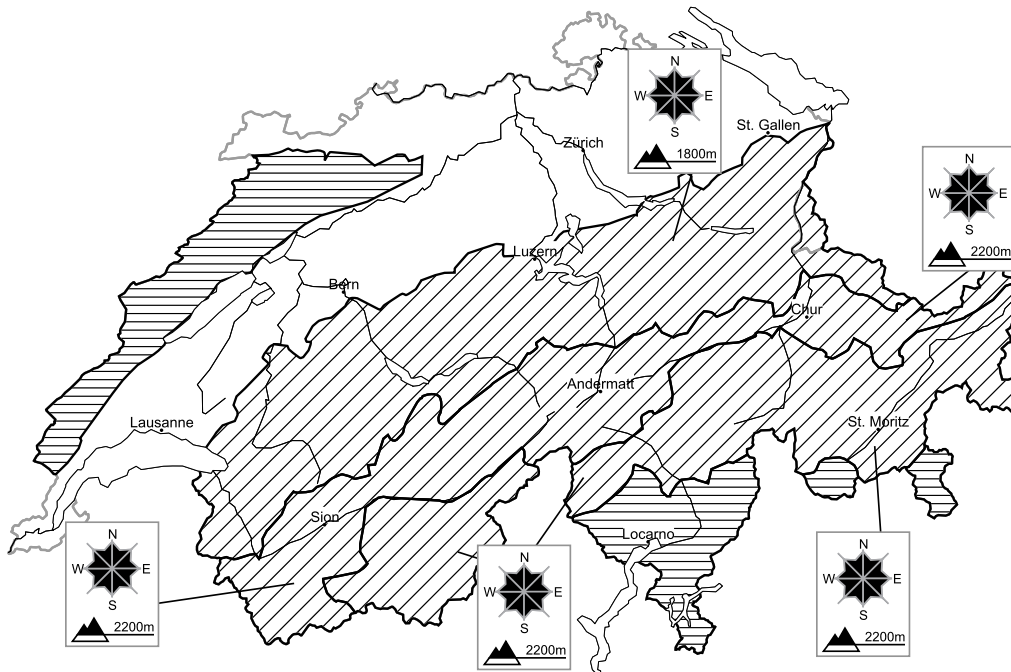 N
W E
S
1800m
St. Gallen
Zürich
N
W E
S
2200m
Luzern
Bern
Chur
Andermatt
Lausanne
St. Moritz
Sion
Locarno
N
W E
S
2200m
N
W E
S
2200m
N
W E
S
2200m